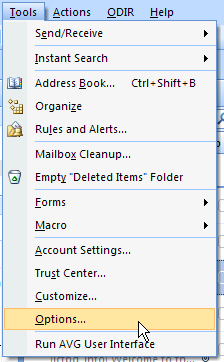 Tools Actions ODIR Help
Send/Receive
Instant Search
Address Book... Ctrl+Shift+B
Organize
Rules and Alerts...
Mailbox Cleanup...
Empty "Deleted Items" Folder
Forms
Macro
Account Settings...
Trust Center...
Customize...
Options...
Run AVG User Interface